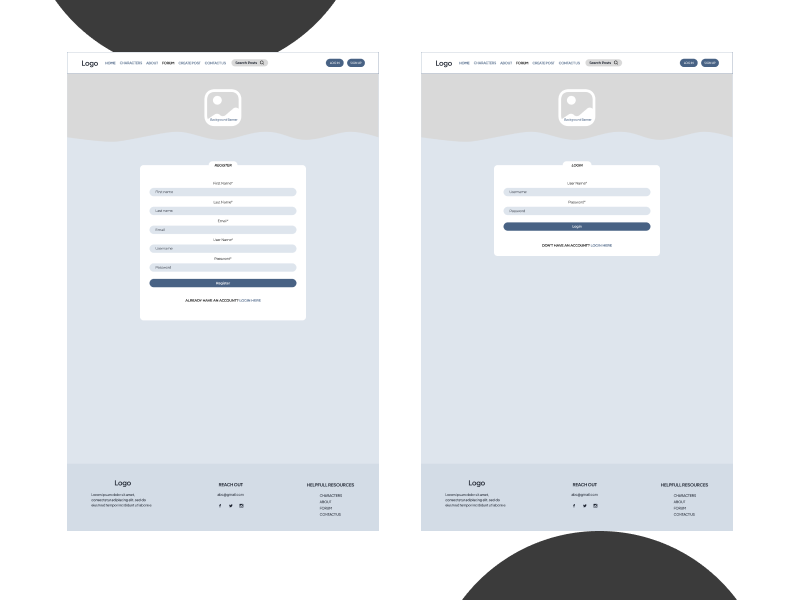 Logo HOME CHARACTERS ABOUT FORUM CREATE POST CONTACT US Search Posts LOG IN SIGN UP
Background Banner
REGISTER
First Name*
First name
Last Name*
Last name
Email*
Email
User Name*
Username
Password*
Password
Register
ALREADY HAVE AN ACCOUNT? LOGIN HERE
Logo
Lorem ipsum dolor sit amet,
consectetur adipiscing elit, sed do
eiusmod tempor incididunt ut labore e
REACH OUT
abc@gmail.com
HELPFULL RESOURCES
CHARACTERS
ABOUT
FORUM
CONTACT US
Logo HOME CHARACTERS ABOUT FORUM CREATE POST CONTACT US Search Posts LOG IN SIGN UP
Background Banner
LOGIN
User Name*
Username
Password*
Password
Login
DON'T HAVE AN ACCOUNT? LOGIN HERE
Logo
Lorem ipsum dolor sit amet,
consectetur adipiscing elit, sed do
eiusmod tempor incididunt ut labore e
REACH OUT
abc@gmail.com
HELPFULL RESOURCES
CHARACTERS
ABOUT
FORUM
CONTACT US